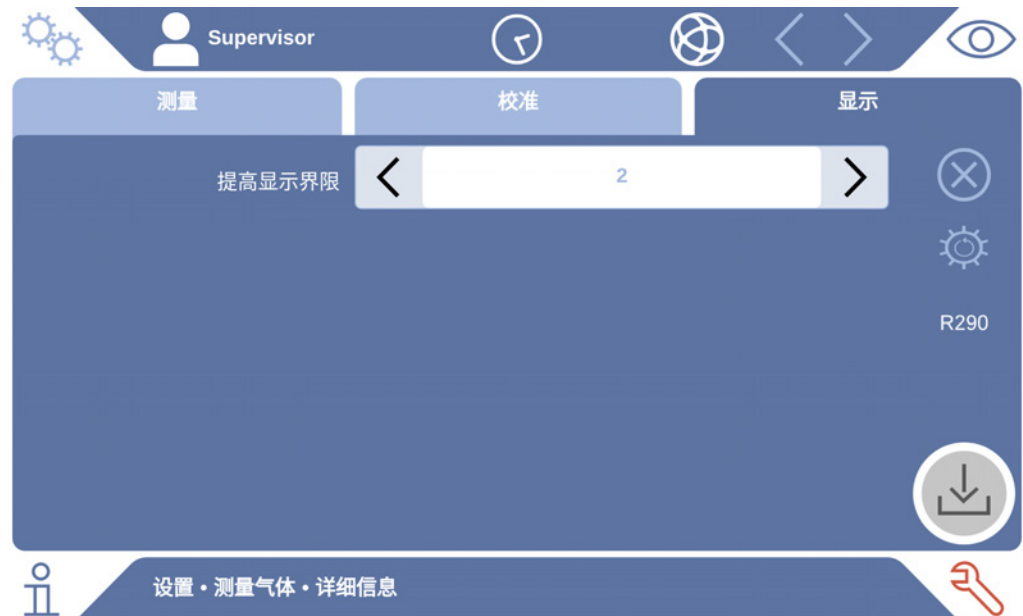 Supervisor
测量
校准
显示
提高显示界限
2
R290
设置 • 测量气体 • 详细信息